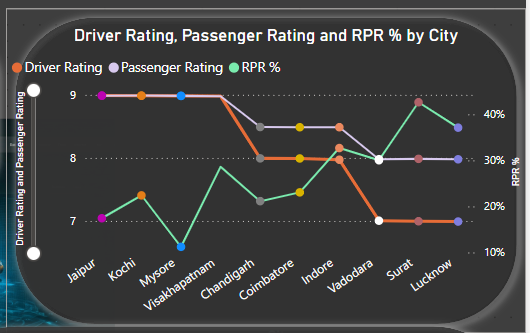 Driver Rating, Passenger Rating and RPR % by City
Driver Rating Passenger Rating RPR %
Driver Rating and Passenger Rating
9
8
7
40%
30%
20%
10%
RPR %
Jaipur
Kochi
Mysore
Visakhapatnam
Chandigarh
Coimbatore
Indore
Vadodara
Surat
Lucknow